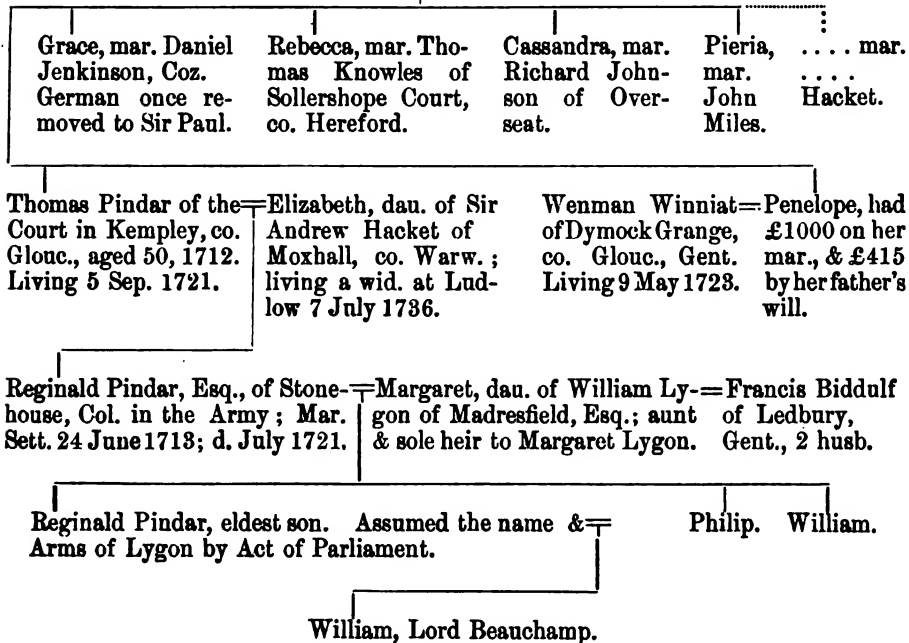 Grace, mar. Daniel
Jenkinson, Coz.
German once re-
moved to Sir Paul.
Rebecca, mar. Tho-
mas Knowles of
Sollershope Court,
co. Hereford.
Cassandra, mar.
Richard John-
son of Over-
seat.
Pieria,
mar.
John
Miles.
.... mar.
....
Hacket.
Thomas Pindar of the
Court in Kempley, co.
Glouc., aged 50, 1712.
Living 5 Sep. 1721.
Elizabeth, dau. of Sir
Andrew Hacket of
Moxhall, co. Warw. ;
living a wid. at Lud-
low 7 July 1736.
Wenman Winniat=
of Dymock Grange,
co. Glouc., Gent.
Living 9 May 1723.
Penelope, had
£1000 on her
mar., & £415
by her father's
will.
Reginald Pindar, Esq., of Stone-
house, Col. in the Army ; Mar.
Sett. 24 June 1713; d. July 1721.
Margaret, dau. of William Ly-
gon of Madresfield, Esq.; aunt
& sole heir to Margaret Lygon.
=Francis Biddulf
of Ledbury,
Gent., 2 husb.
Reginald Pindar, eldest son. Assumed the name &
Arms of Lygon by Act of Parliament.
Philip. William.
William, Lord Beauchamp.